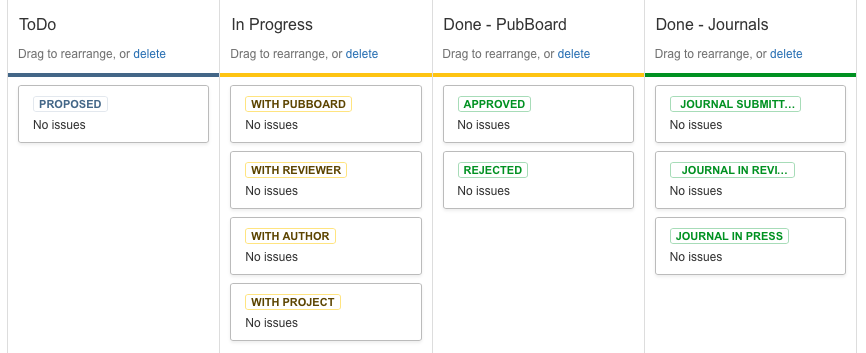 ToDo
Drag to rearrange, or delete
PROPOSED
No issues
In Progress
Drag to rearrange, or delete
WITH PUBBOARD
No issues
WITH REVIEWER
No issues
WITH AUTHOR
No issues
WITH PROJECT
No issues
Done - PubBoard
Drag to rearrange, or delete
APPROVED
No issues
REJECTED
No issues
Done - Journals
Drag to rearrange, or delete
JOURNAL SUBMITT...
No issues
JOURNAL IN REVI...
No issues
JOURNAL IN PRESS
No issues